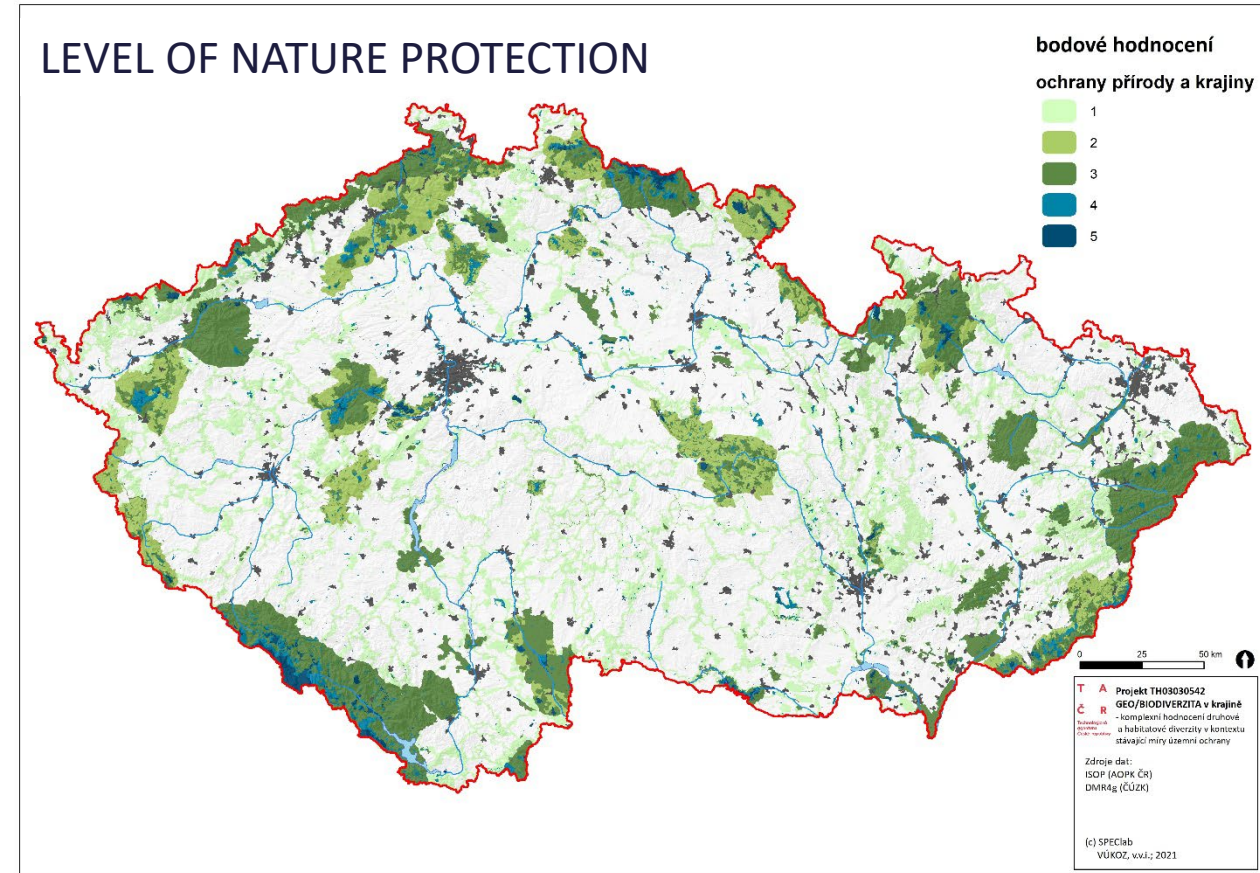 LEVEL OF NATURE PROTECTION
bodové hodnocení
ochrany přírody a krajiny
1
2
3
4
5
0 25 50 km
T A
Č R
Projekt TH03030542
GEO/BIODIVERZITA v krajině
- komplexní hodnocení druhové
a habitatové diverzity v kontextu
stávající míry územní ochrany
Zdroje dat:
ISOP (AOPK ČR)
DMR4g (ČÚZK)
(c) SPEClab
VÚKOZ, v.v.i.; 2021